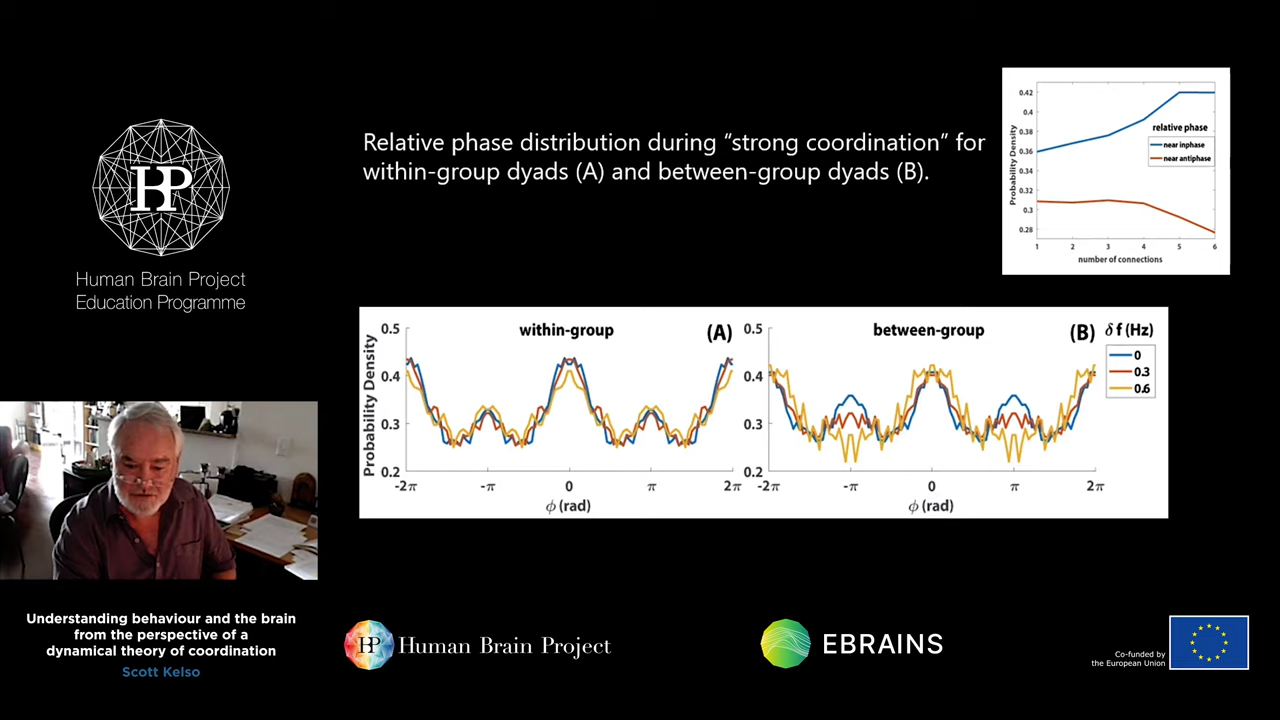 Relative phase distribution during “strong coordination” for
within-group dyads (A) and between-group dyads (B).
HP
Human Brain Project
Education Programme
0.42
0.4
0.38
0.36
0.34
0.32
0.3
0.28
Probability Density
relative phase
near inphase
near antiphase
1 2 3 4 5 6
number of connections
within-group (A)
Probability Density
0.5
0.4
0.3
0.2
-2π -π 0 π 2π
ϕ (rad)
between-group (B)
0.5
0.4
0.3
0.2
-2π -π 0 π 2π
ϕ (rad)
δ f (Hz)
0
0.3
0.6
Understanding behaviour and the brain
from the perspective of a
dynamical theory of coordination
Scott Kelso
HP Human Brain Project
EBRAINS
Co-funded by
the European Union